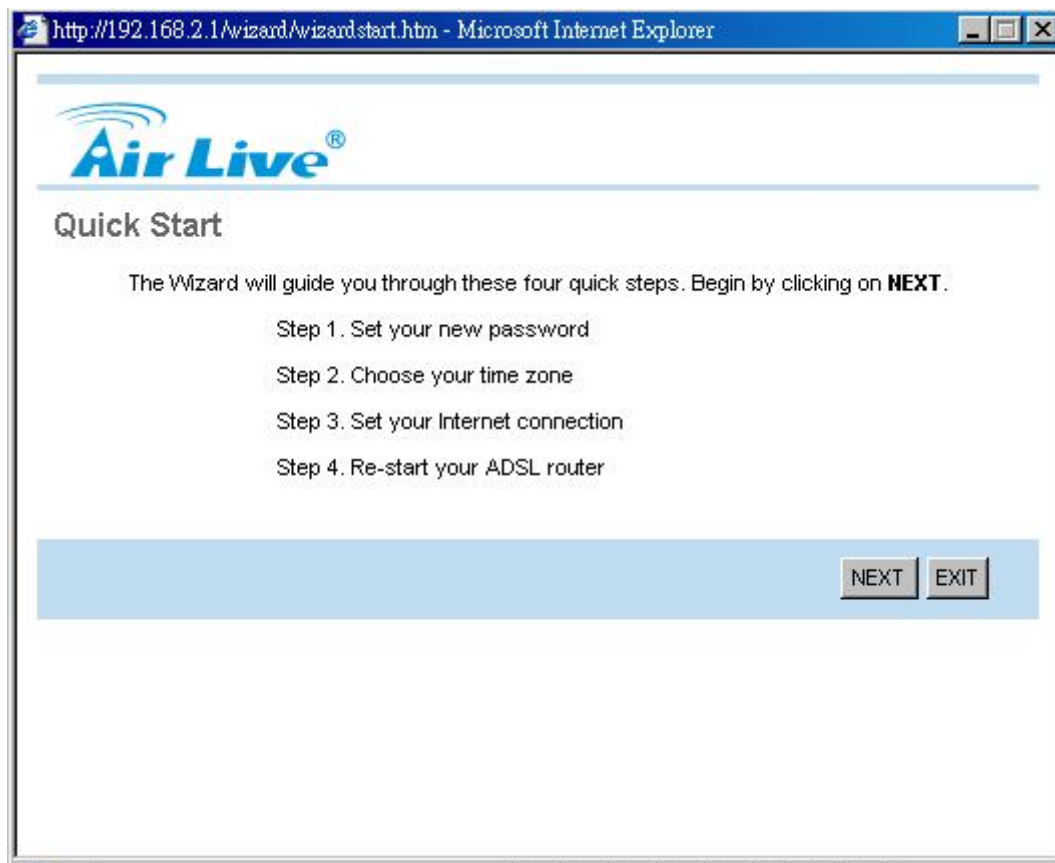 http://192.168.2.1/wizard/wizardstart.htm - Microsoft Internet Explorer
Air Live®
Quick Start
The Wizard will guide you through these four quick steps. Begin by clicking on NEXT.
Step 1. Set your new password
Step 2. Choose your time zone
Step 3. Set your Internet connection
Step 4. Re-start your ADSL router
NEXT EXIT